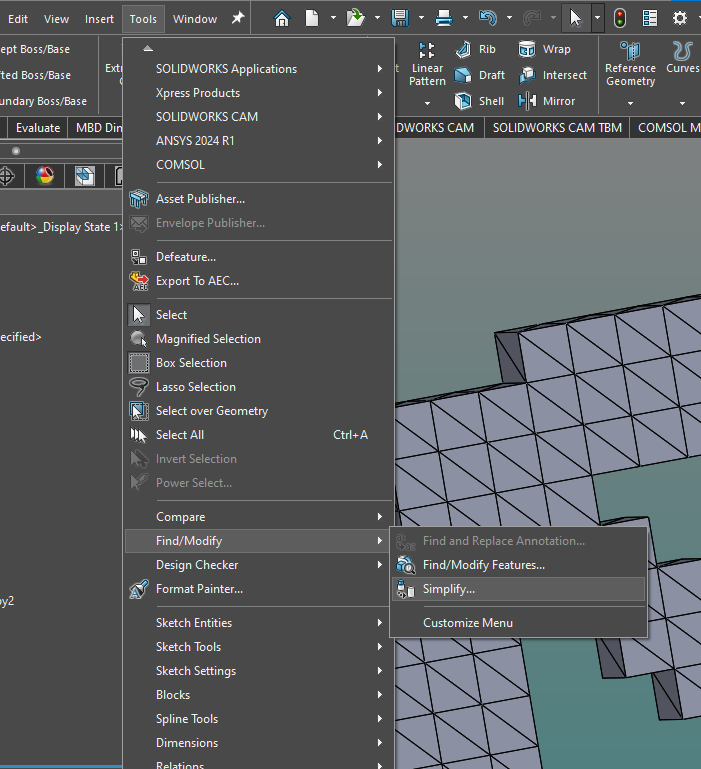 Edit View Insert Tools Window
ept Boss/Base
fted Boss/Base
undary Boss/Base
Ext
Linear
Pattern
Rib
Draft
Shell
Wrap
Intersect
Mirror
Reference
Geometry
Curves
Evaluate MBD Din
DWORKS CAM SOLIDWORKS CAM TBM COMSOL M
efault>_Display State 1>
ecified>
by2
SOLIDWORKS Applications
Xpress Products
SOLIDWORKS CAM
ANSYS 2024 R1
COMSOL
Asset Publisher...
Envelope Publisher...
Defeature...
Export To AEC...
Select
Magnified Selection
Box Selection
Lasso Selection
Select over Geometry
Select All Ctrl+A
Invert Selection
Power Select...
Compare
Find/Modify
Design Checker
Format Painter...
Sketch Entities
Sketch Tools
Sketch Settings
Blocks
Spline Tools
Dimensions
Relations
Find and Replace Annotation...
Find/Modify Features...
Simplify...
Customize Menu